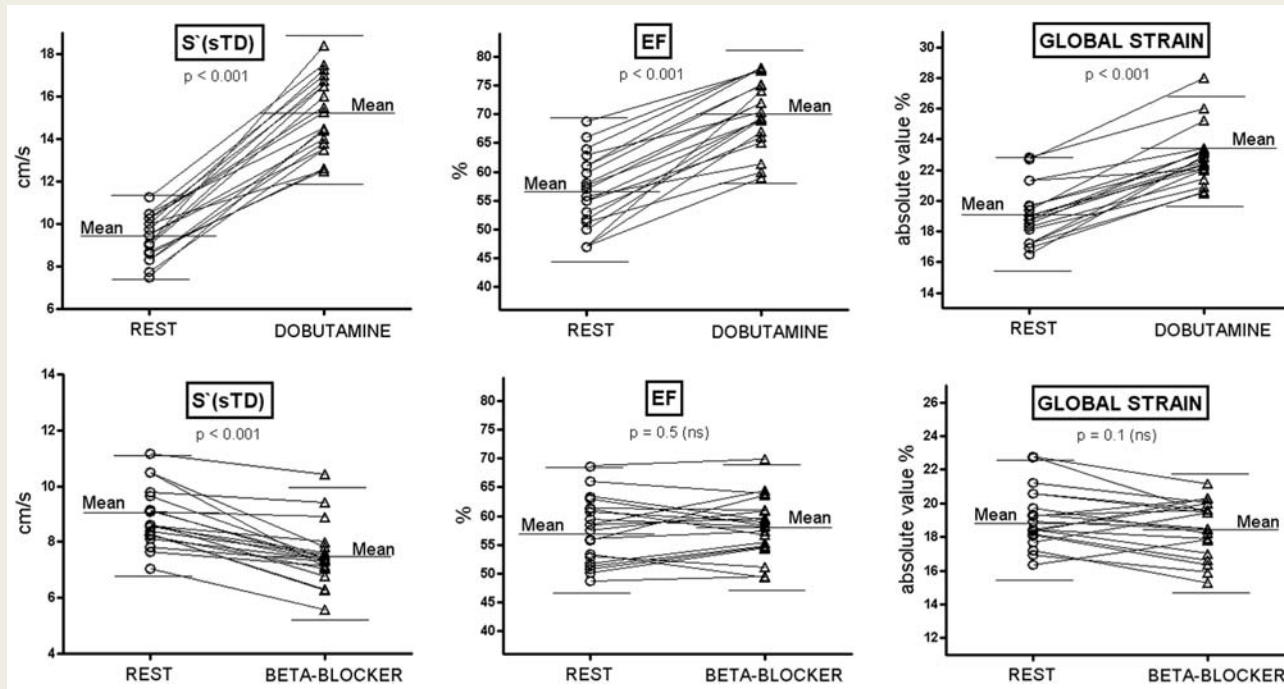 S`(sTD)
p < 0.001
cm/s
18
16
14
12
10
8
6
Mean
Mean
REST
DOBUTAMINE
EF
p < 0.001
%
80
75
70
65
60
55
50
45
40
Mean
Mean
REST
DOBUTAMINE
GLOBAL STRAIN
p < 0.001
absolute value %
30
28
26
24
22
20
18
16
14
Mean
Mean
REST
DOBUTAMINE
S`(sTD)
p < 0.001
cm/s
14
12
10
8
6
4
Mean
Mean
REST
BETA-BLOCKER
EF
p = 0.5 (ns)
%
80
75
70
65
60
55
50
45
40
Mean
Mean
REST
BETA-BLOCKER
GLOBAL STRAIN
p = 0.1 (ns)
absolute value %
26
24
22
20
18
16
14
12
Mean
Mean
REST
BETA-BLOCKER